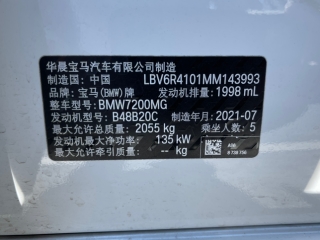 华晨宝马汽车有限公司制造
制造国：中国 LBV6R4101MM143993
品牌：宝马(BMW)牌 发动机排量：1998 mL
整车型号：BMW7200MG
发动机型号：B48B20C 制造年月：2021-07
最大允许总质量：2055 kg 乘坐人数：5
发动机最大净功率：135 kW
最大允许牵引质量：-- kg